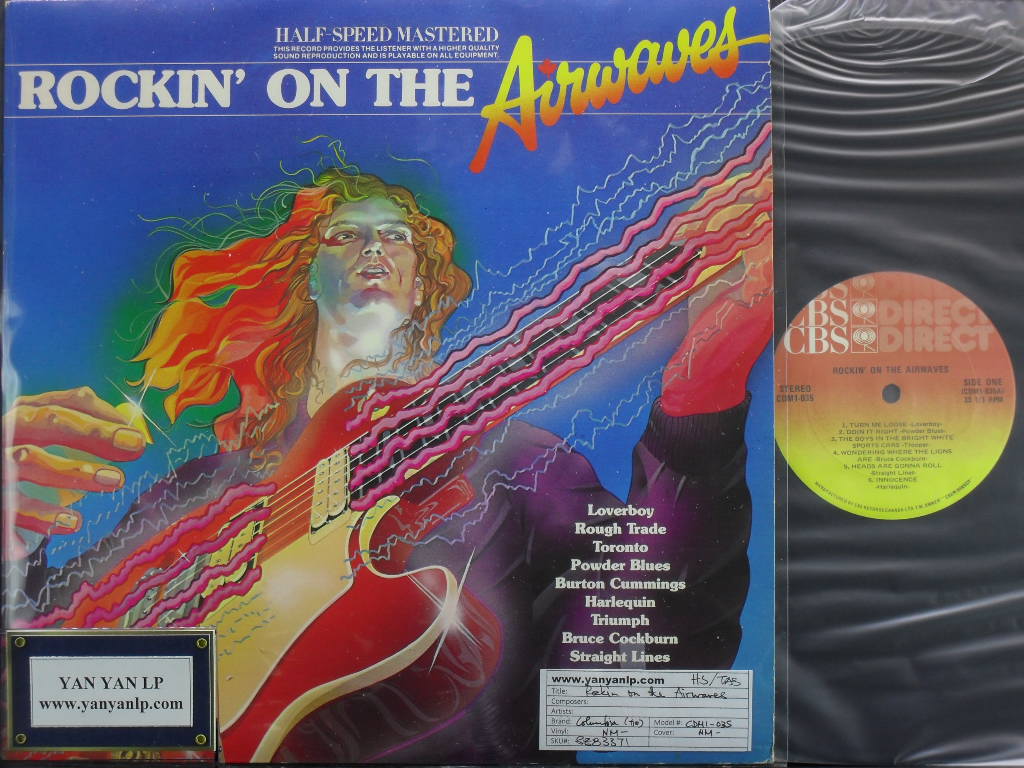 HALF-SPEED MASTERED
THIS RECORD PROVIDES THE LISTENER WITH A HIGHER QUALITY
SOUND REPRODUCTION AND IS PLAYABLE ON ALL EQUIPMENT.
ROCKIN' ON THE Airwaves
Loverboy
Rough Trade
Toronto
Powder Blues
Burton Cummings
Harlequin
Triumph
Bruce Cockburn
Straight Lines
YAN YAN LP
www.yanyanlp.com
www.yanyanlp.com HS/
Title: Rockin on the Airwaves
Composers:
Artists:
Brand: Columbia Model #: CDM1-035
Vinyl: NM- Cover: NM-
SKU#: 5283371
CBS DIRECT
CBS DIRECT
ROCKIN' ON THE AIRWAVES
STEREO SIDE ONE
CDM1-035 (CDM1-035A)
33 1/3 RPM
1. TURN ME LOOSE -Loverboy-
2. DOIN IT RIGHT -Powder Blues-
3. THE BOYS IN THE BRIGHT WHITE
SPORTS CARS -Trooper-
4. WONDERING WHERE THE LIONS
ARE -Bruce Cockburn-
5. HEADS ARE GONNA ROLL
-Straight Lines-
6. INNOCENCE
-Harlequin-